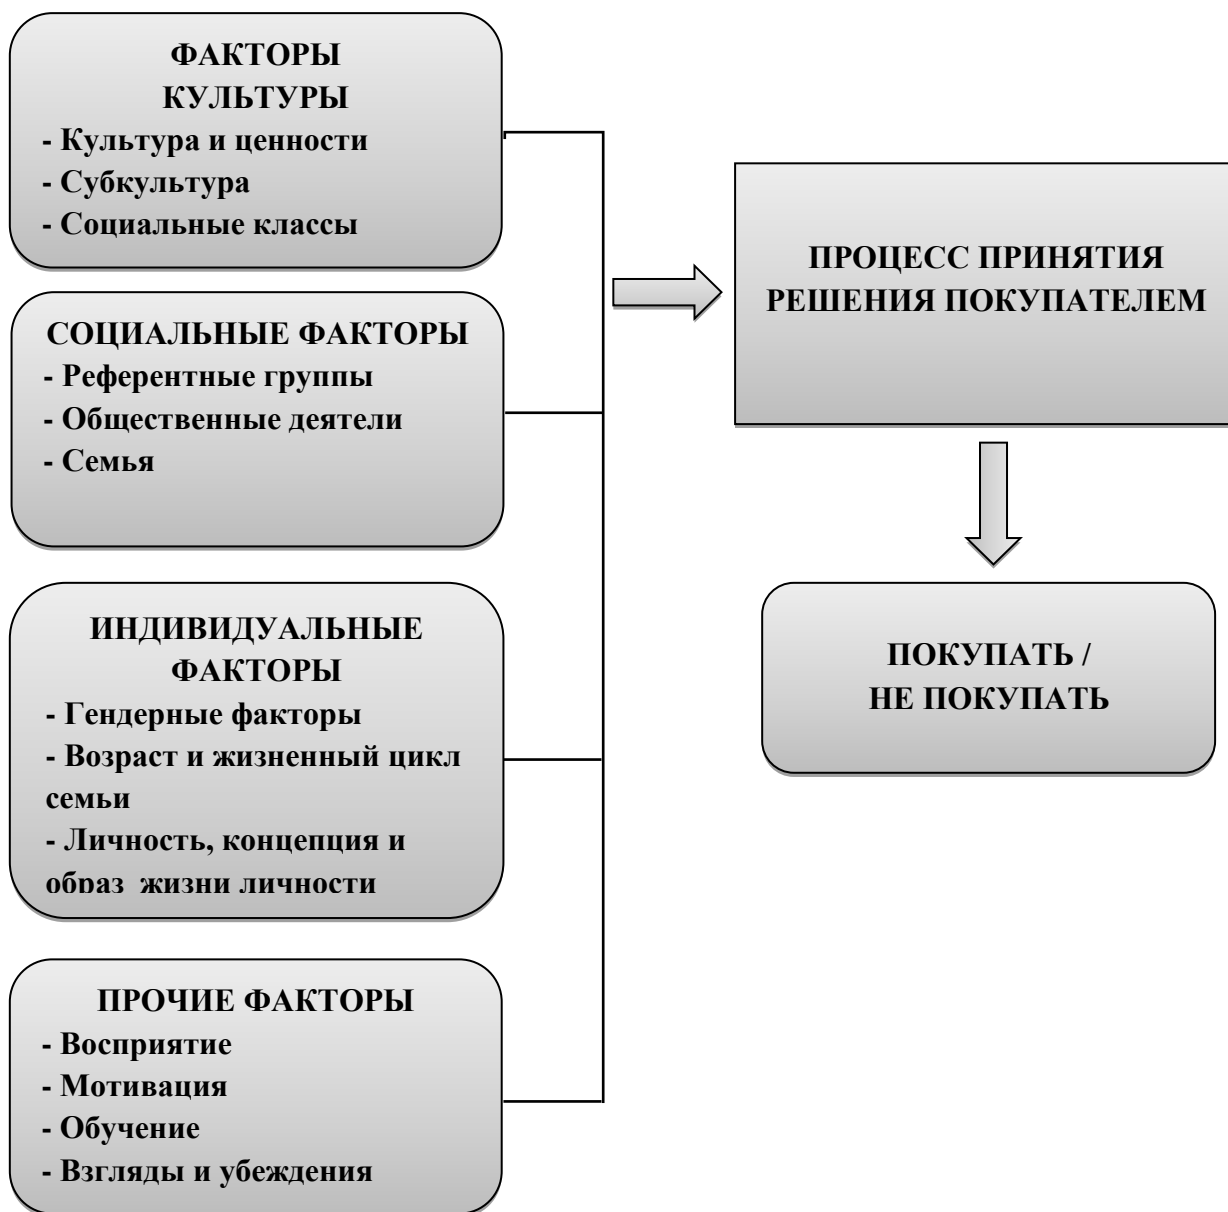 ФАКТОРЫ
КУЛЬТУРЫ
- Культура и ценности
- Субкультура
- Социальные классы
СОЦИАЛЬНЫЕ ФАКТОРЫ
- Референтные группы
- Общественные деятели
- Семья
ИНДИВИДУАЛЬНЫЕ
ФАКТОРЫ
- Гендерные факторы
- Возраст и жизненный цикл
семьи
- Личность, концепция и
образ жизни личности
ПРОЧИЕ ФАКТОРЫ
- Восприятие
- Мотивация
- Обучение
- Взгляды и убеждения
ПРОЦЕСС ПРИНЯТИЯ
РЕШЕНИЯ ПОКУПАТЕЛЕМ
ПОКУПАТЬ /
НЕ ПОКУПАТЬ